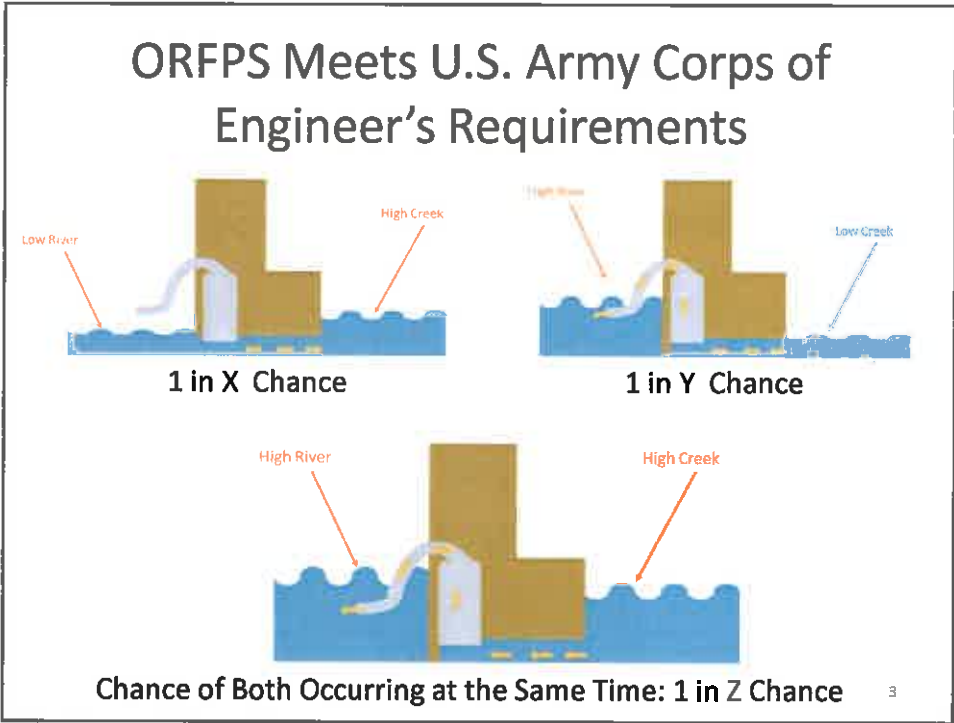 ORFPS Meets U.S. Army Corps of
Engineer's Requirements
Low River
High Creek
High River
Low Creek
1 in X Chance
1 in Y Chance
High River
High Creek
Chance of Both Occurring at the Same Time: 1 in Z Chance
3